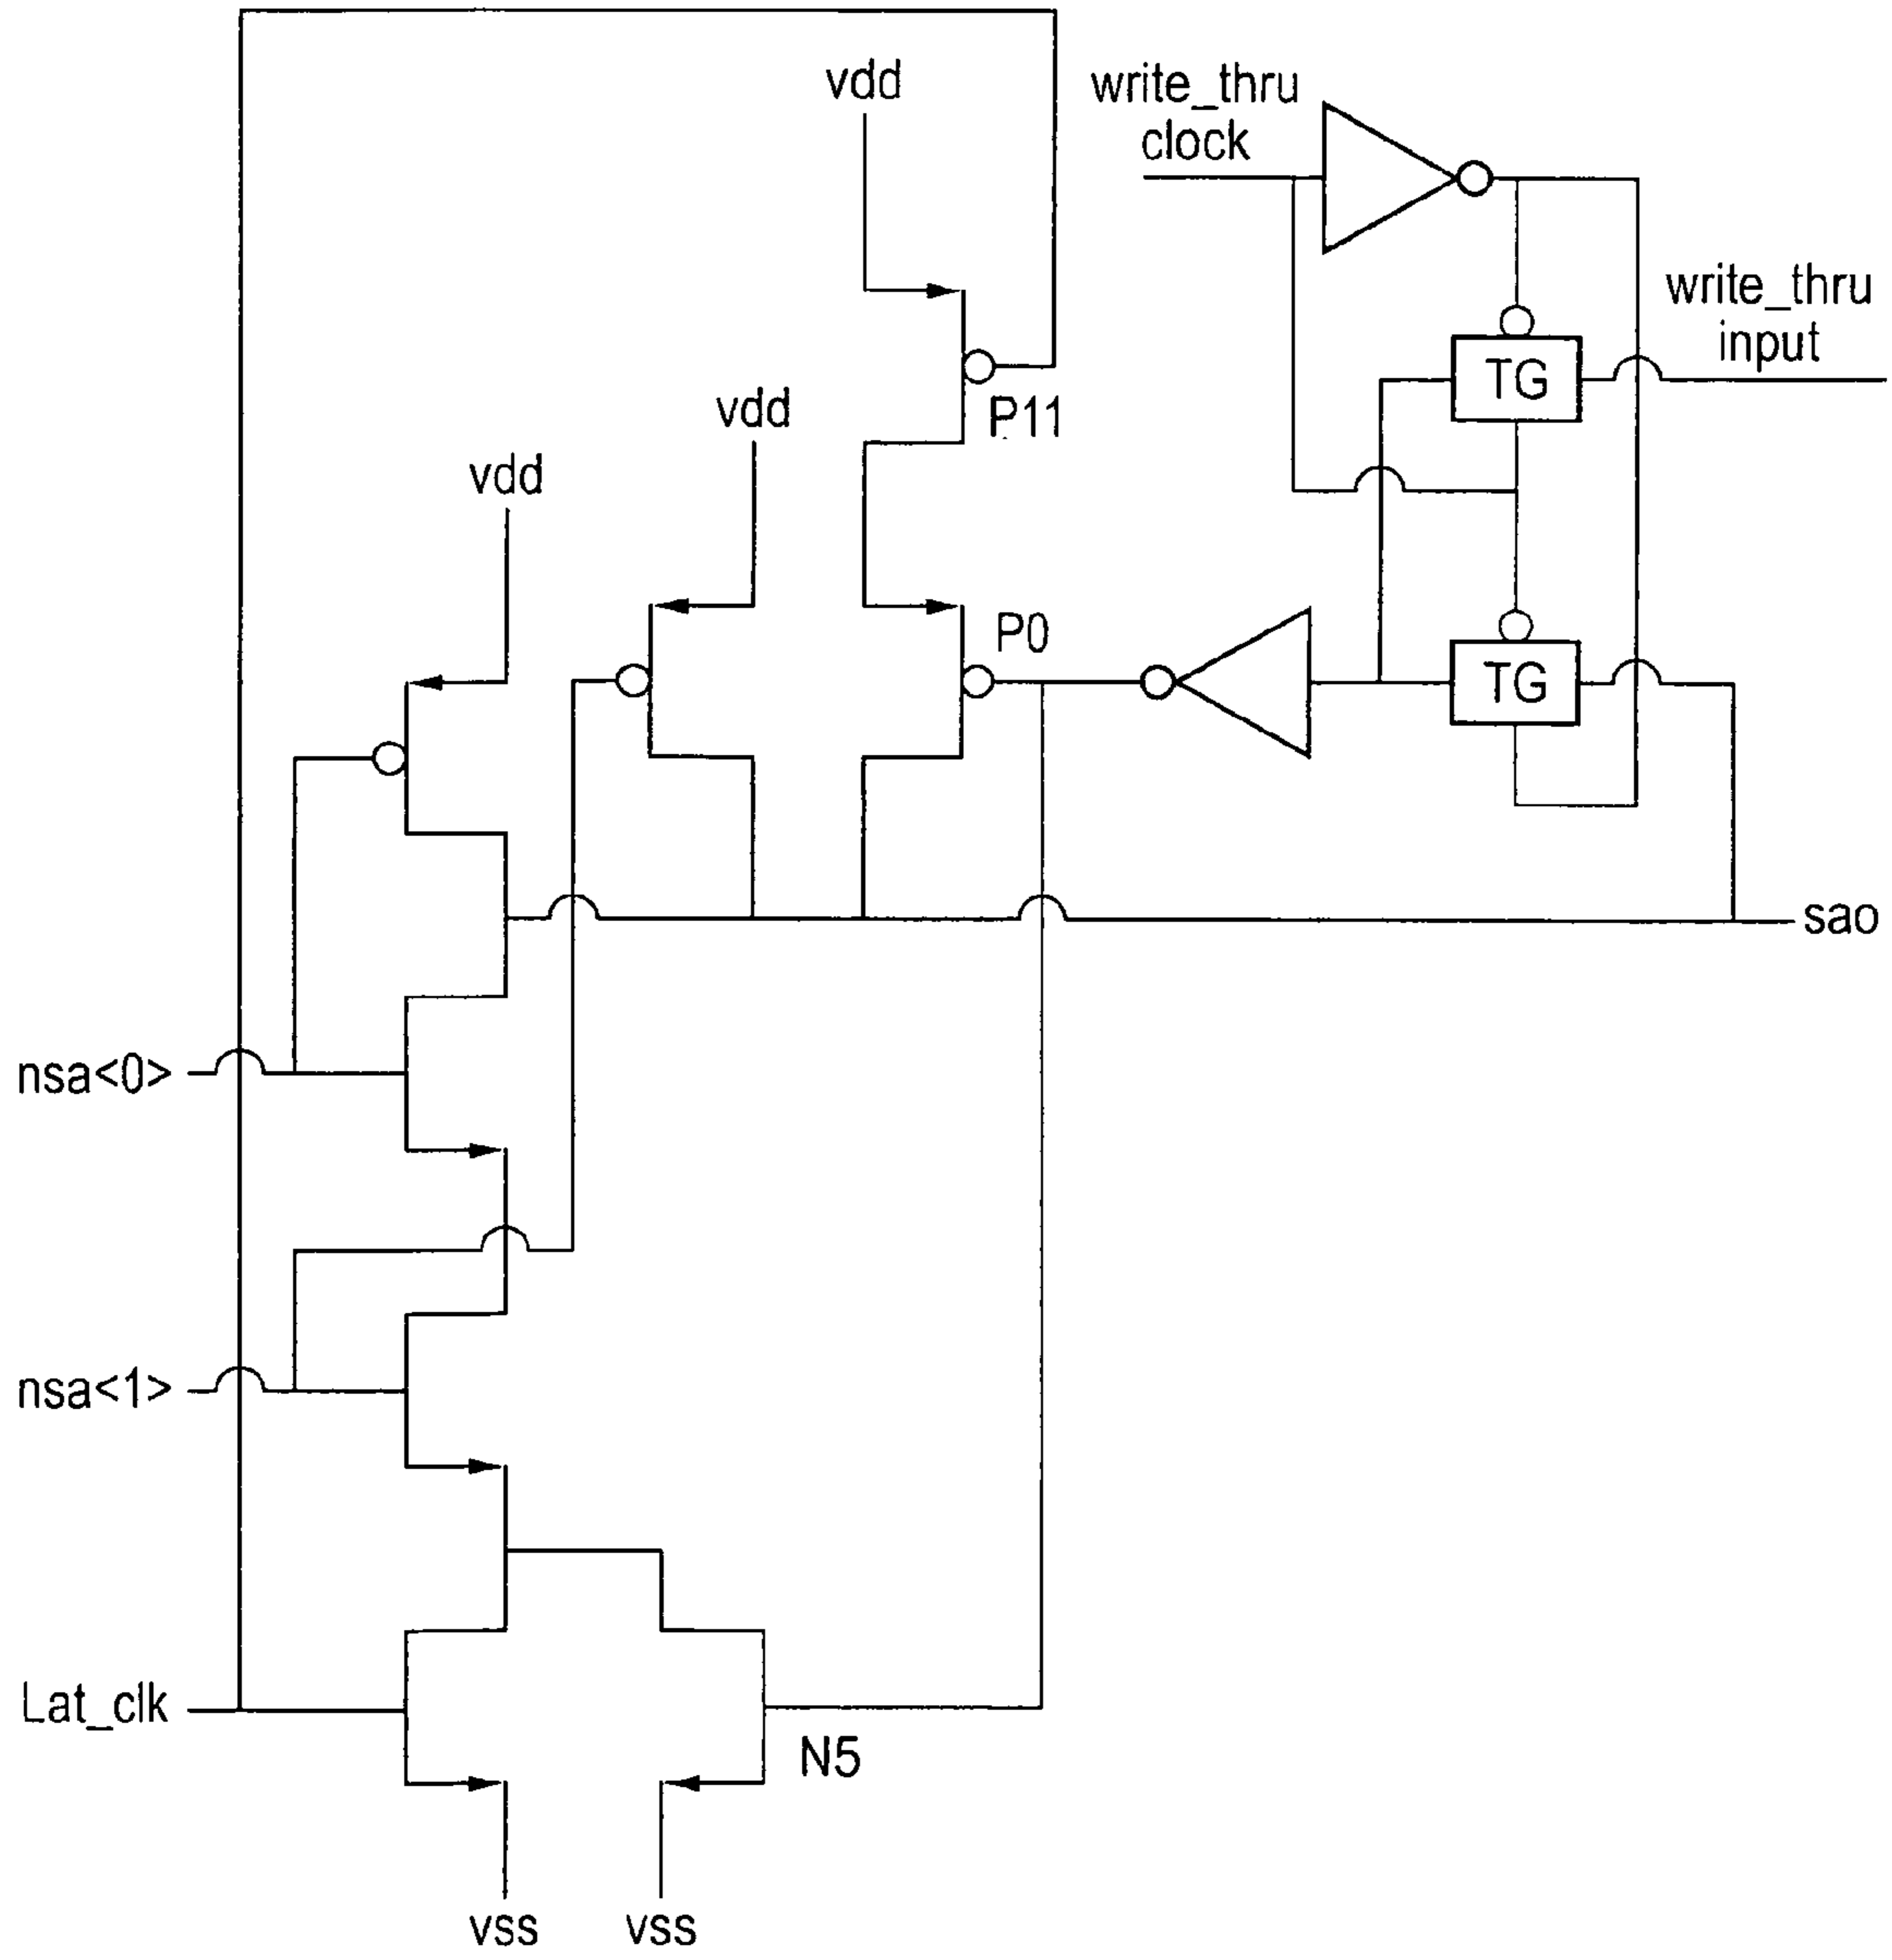 vdd
write_thru
clock
write_thru
input
TG
vdd
P11
vdd
P0
TG
sao
nsa<0>
nsa<1>
Lat_clk
N5
vss
vss